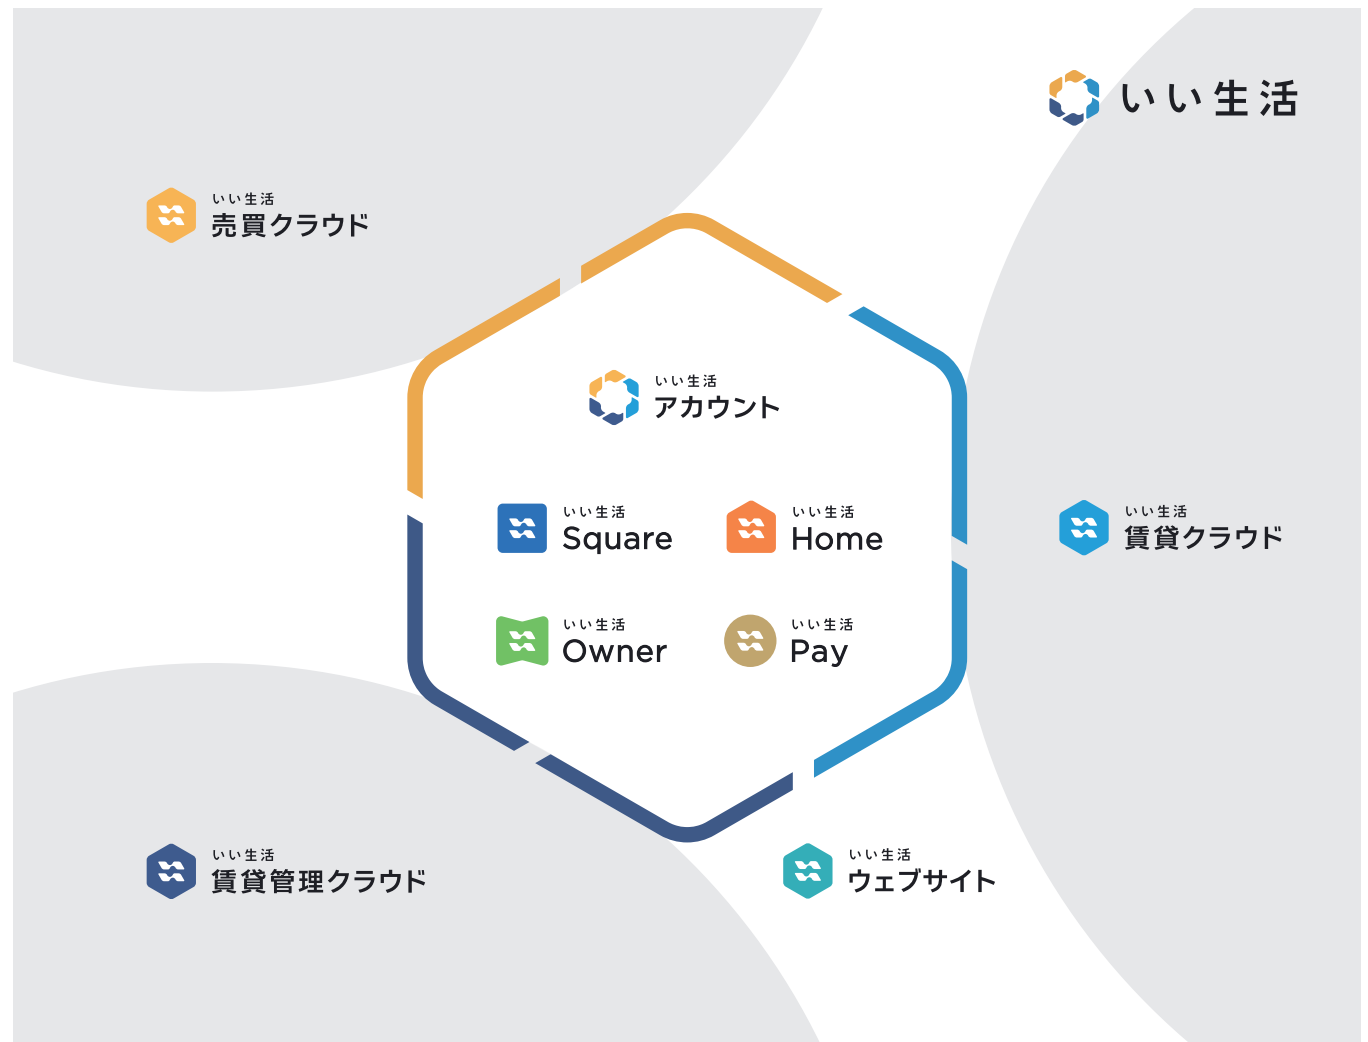 いい生活
いい生活
売買クラウド
いい生活
アカウント
いい生活
Square
いい生活
Home
いい生活
賃貸クラウド
いい生活
Owner
いい生活
Pay
いい生活
賃貸管理クラウド
いい生活
ウェブサイト